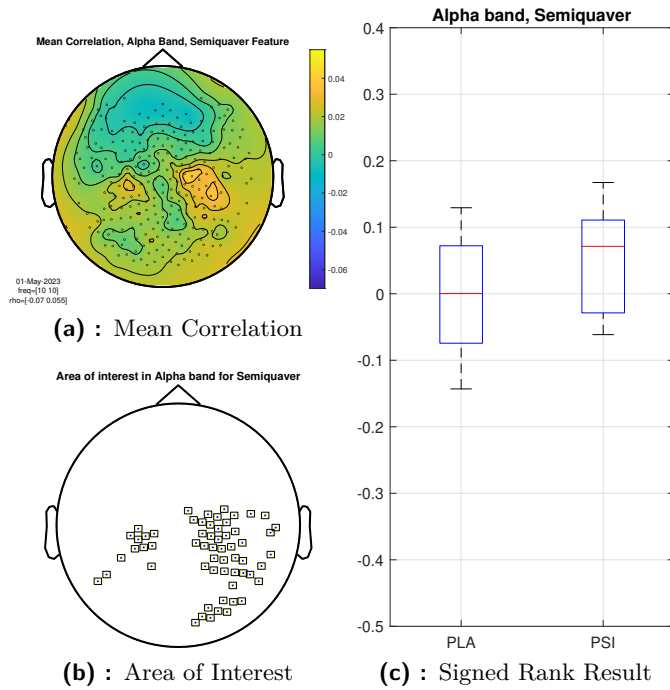 Mean Correlation, Alpha Band, Semiquaver Feature
0.04
0.02
0
-0.02
-0.04
-0.06
01-May-2023
freq=[10 10]
rho=[-0.07 0.055]
(a) : Mean Correlation
Area of interest in Alpha band for Semiquaver
(b) : Area of Interest
Alpha band, Semiquaver
0.4
0.3
0.2
0.1
0
-0.1
-0.2
-0.3
-0.4
-0.5
PLA PSI
(c) : Signed Rank Result